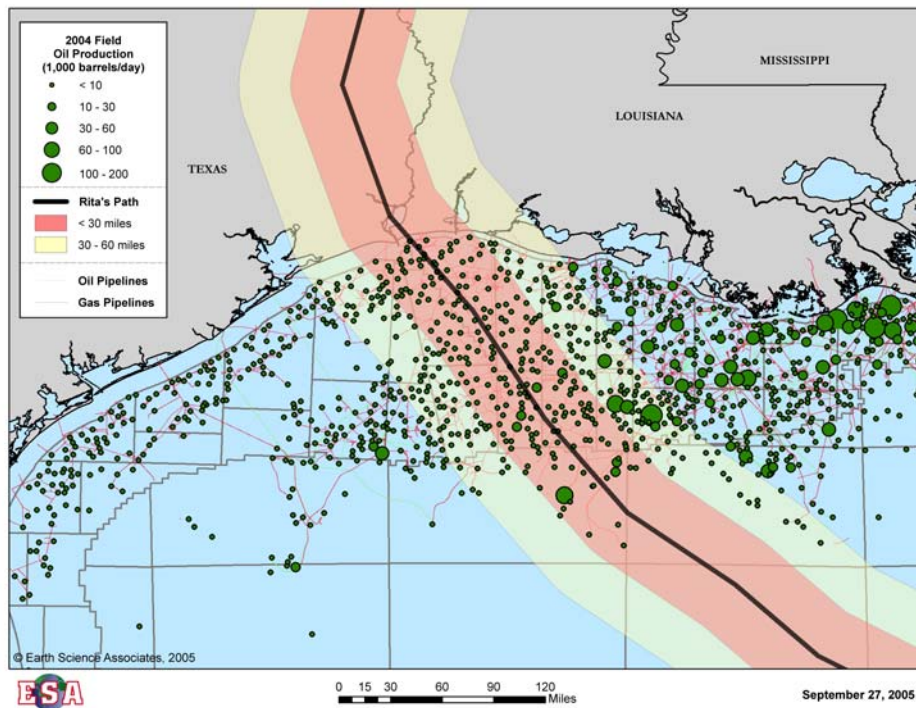 2004 Field
Oil Production
(1,000 barrels/day)
< 10
10 - 30
30 - 60
60 - 100
100 - 200
Rita's Path
< 30 miles
30 - 60 miles
Oil Pipelines
Gas Pipelines
TEXAS
LOUISIANA
MISSISSIPPI
© Earth Science Associates, 2005
ESA
0 15 30 60 90 120
Miles
September 27, 2005